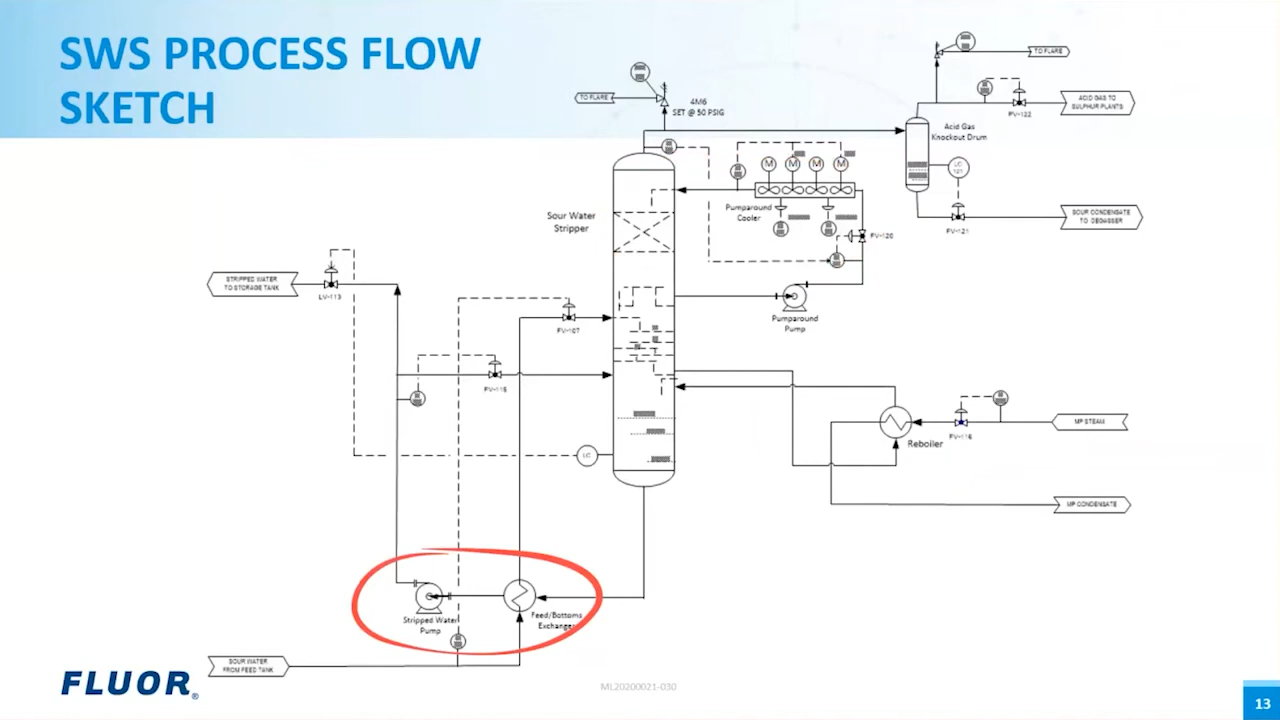 SWS PROCESS FLOW
SKETCH
TO FLARE
4M6
SET @ 50 PSIG
TO FLARE
ACID GAS TO
SULPHUR PLANTS
PV-122
Acid Gas
Knockout Drum
LC
121
SOUR CONDENSATE
TO DEGASSER
PV-121
M
M
M
M
Pumparound
Cooler
FV-120
Pumparound
Pump
Sour Water
Stripper
STRIPPED WATER
TO STORAGE TANK
LV-113
FV-107
FV-115
LC
MP STEAM
FV-116
Reboiler
MP CONDENSATE
Stripped Water
Pump
Feed/Bottoms
Exchanger
SOUR WATER
FROM FEED TANK
FLUOR®
ML20200021-030
13